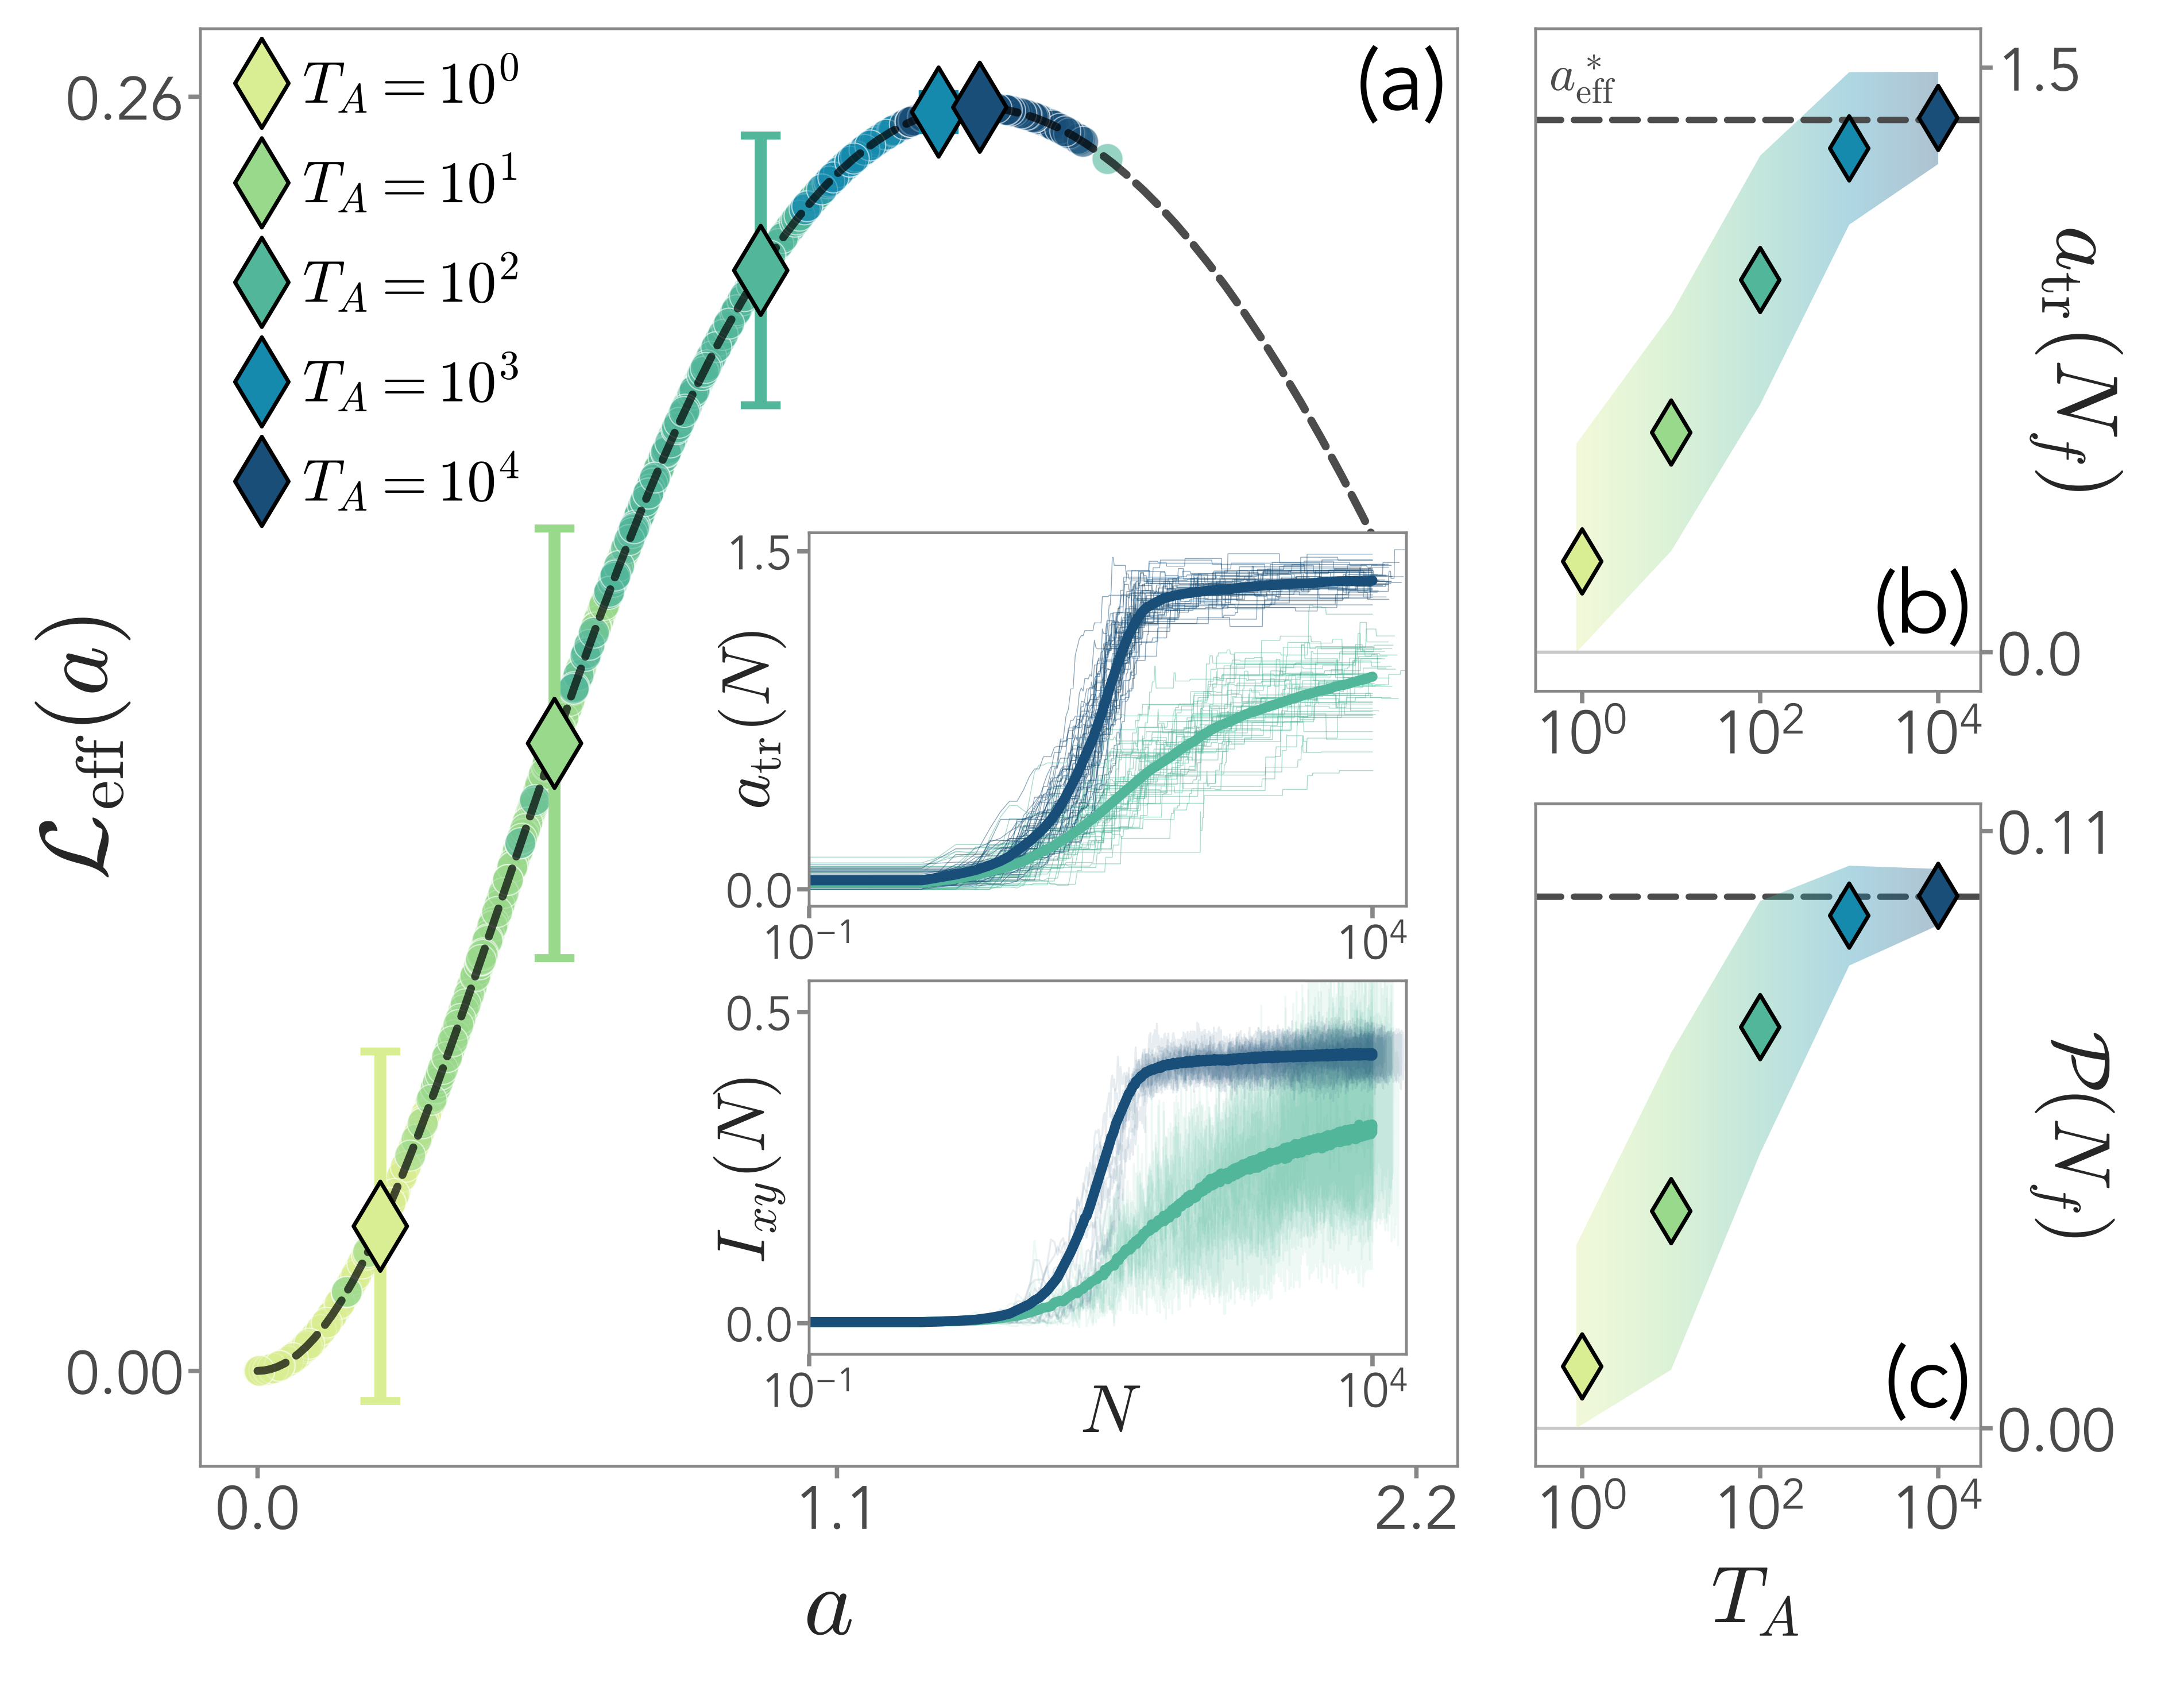 (a)
T_A = 10^0
T_A = 10^1
T_A = 10^2
T_A = 10^3
T_A = 10^4
0.26
0.00
ℒ_eff(a)
0.0
1.1
2.2
a
1.5
0.0
a_tr(N)
10^−1
10^4
0.5
0.0
I_xy(N)
10^−1
10^4
N
a_eff^*
1.5
0.0
a_tr(N_f)
(b)
10^0
10^2
10^4
0.11
0.00
𝒫(N_f)
(c)
10^0
10^2
10^4
T_A